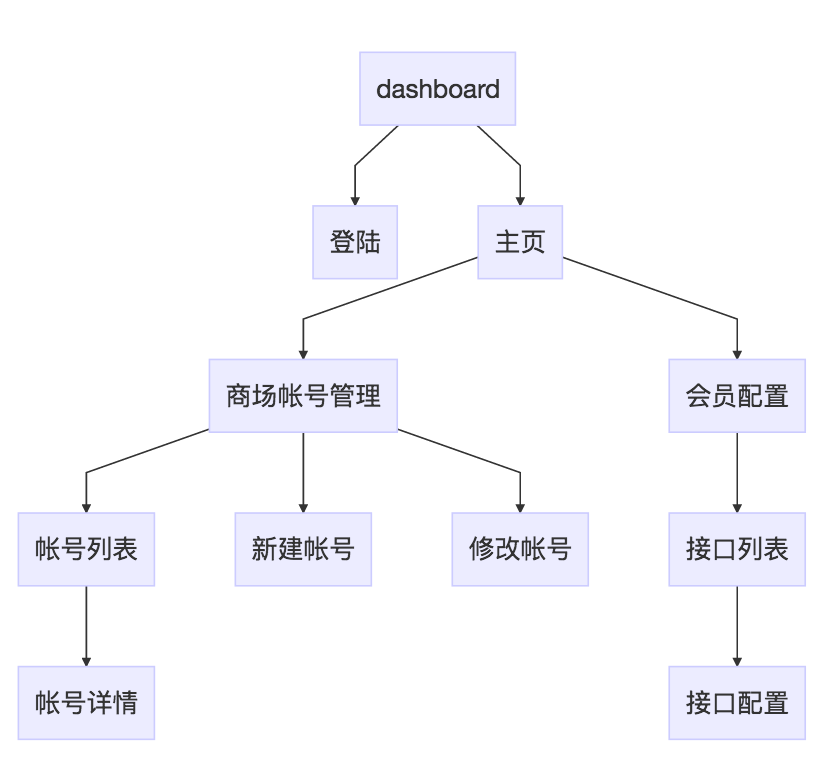 dashboard
登陆
主页
商场帐号管理
会员配置
帐号列表
新建帐号
修改帐号
接口列表
帐号详情
接口配置